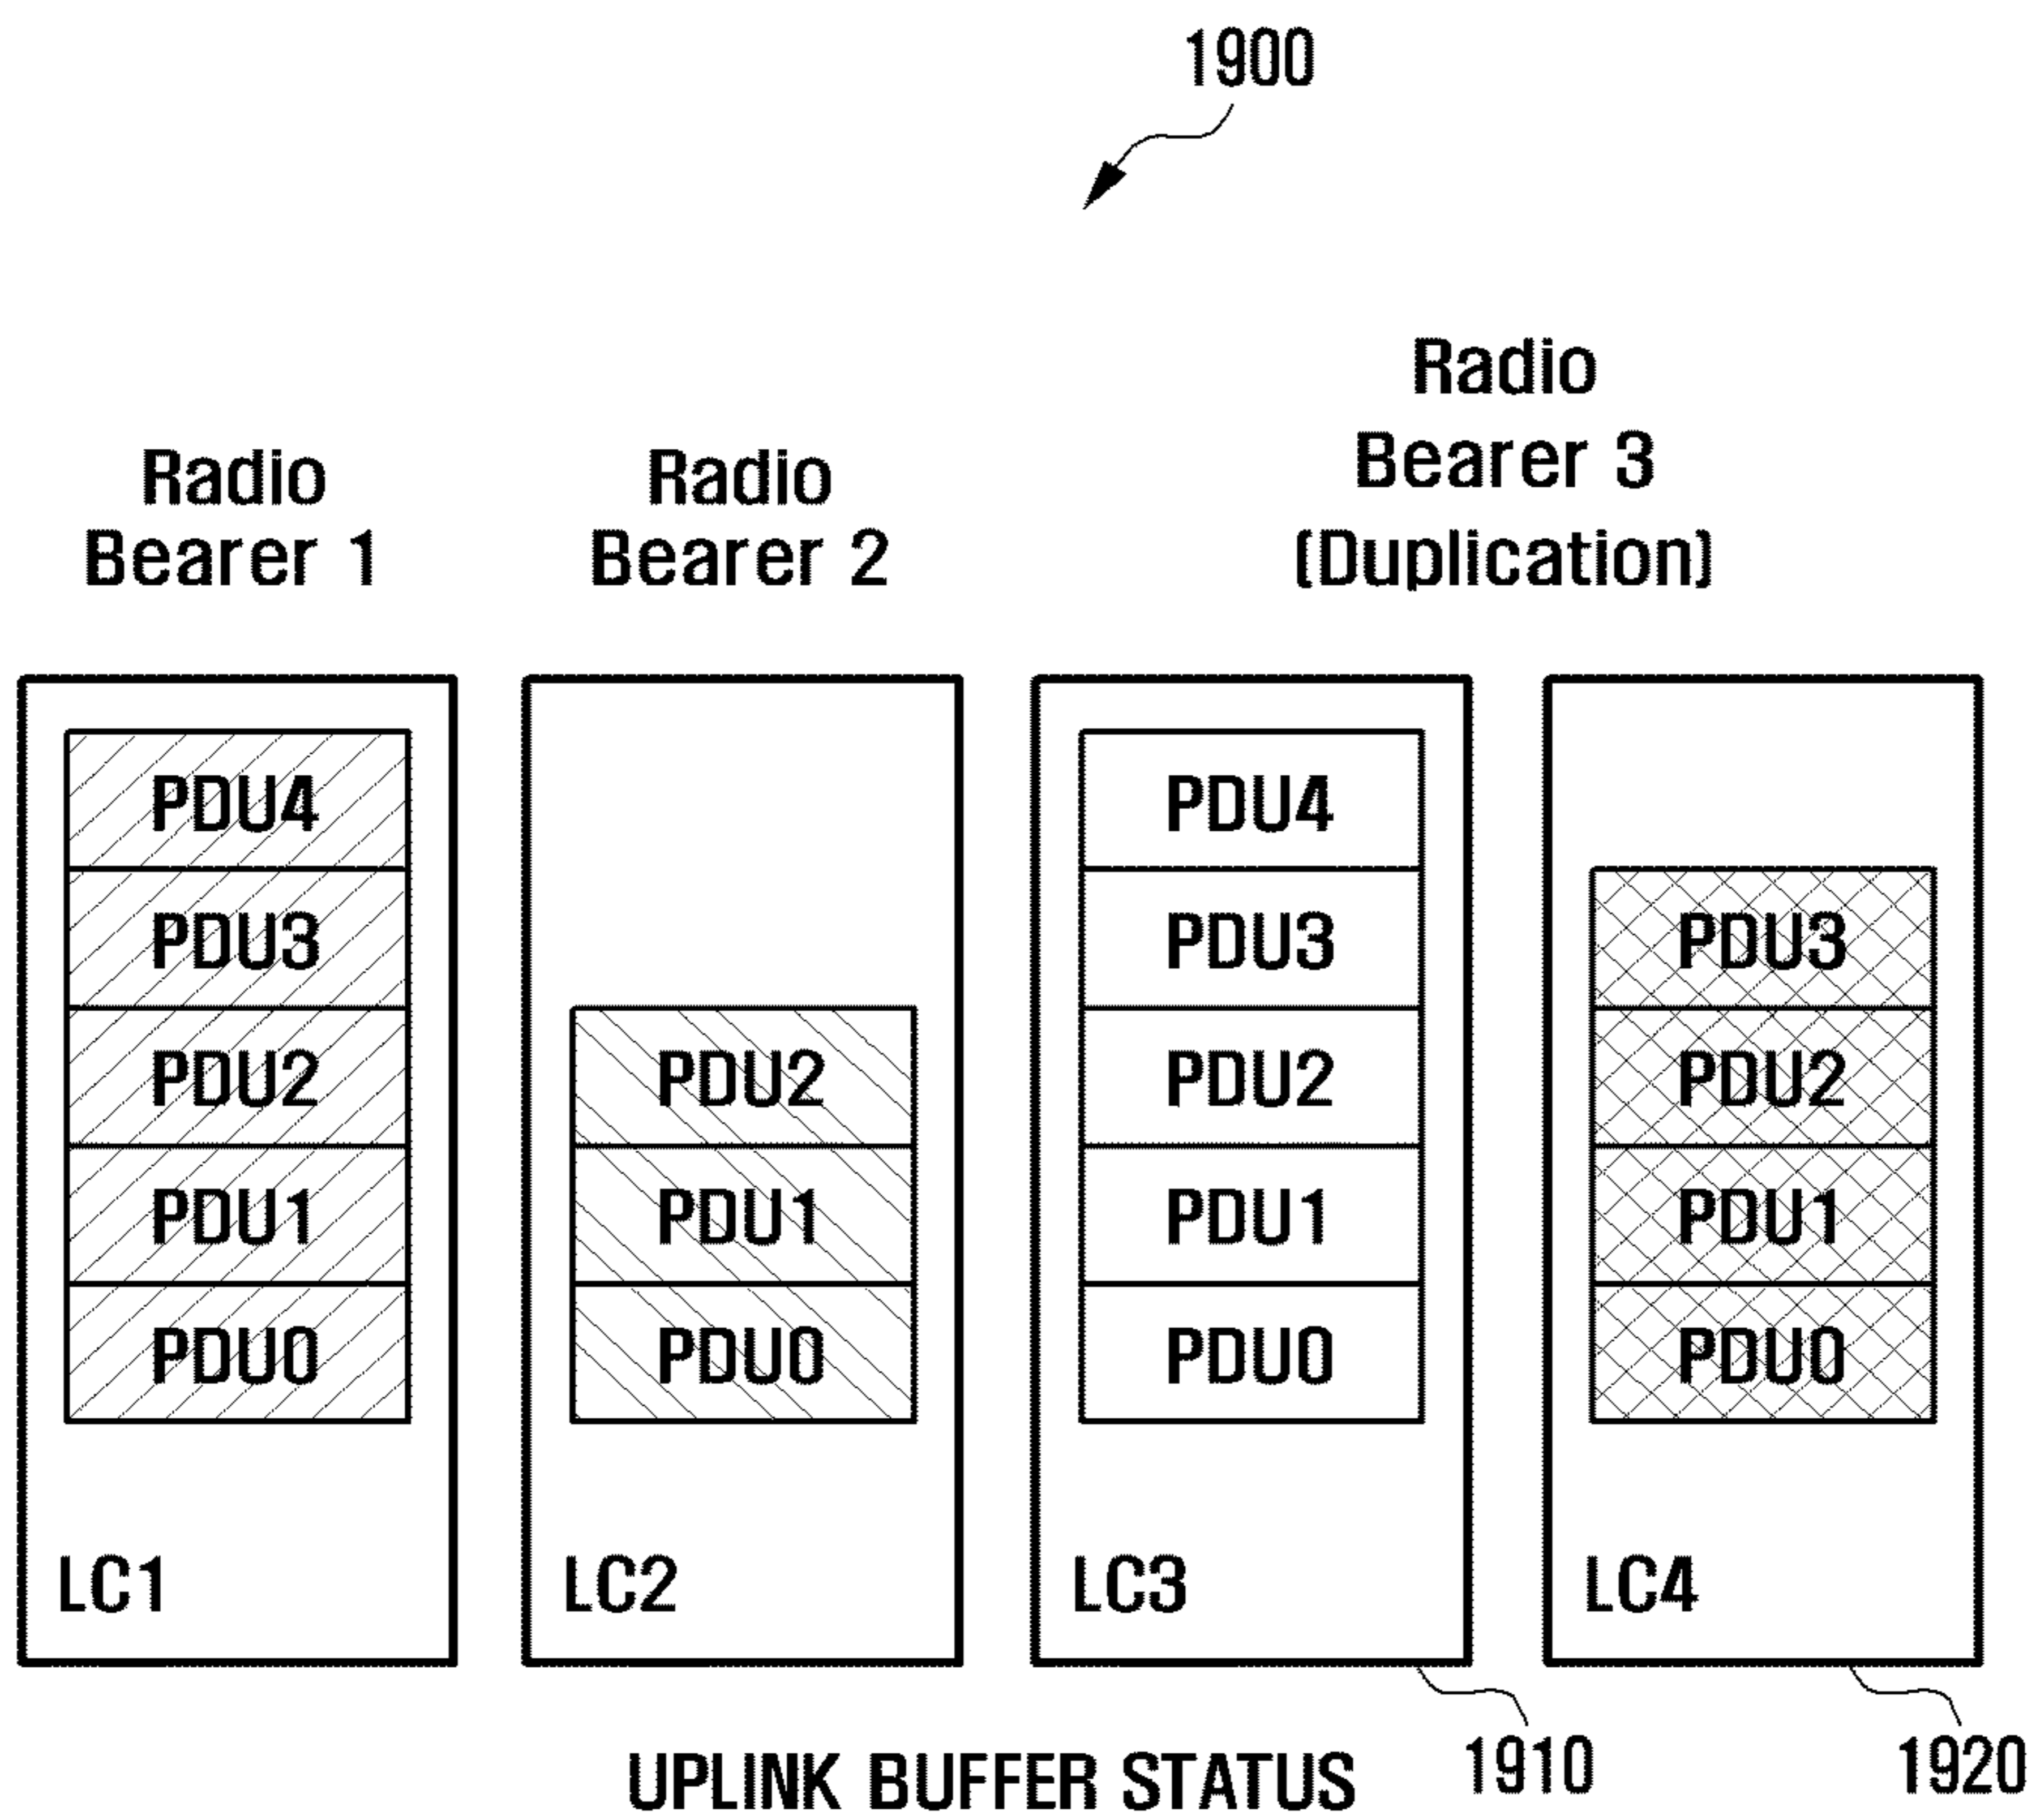 1900
Radio
Bearer 1
Radio
Bearer 2
Radio
Bearer 3
(Duplication)
PDU4
PDU3
PDU2
PDU1
PDU0
LC1
PDU2
PDU1
PDU0
LC2
PDU4
PDU3
PDU2
PDU1
PDU0
LC3
PDU3
PDU2
PDU1
PDU0
LC4
1910
1920
UPLINK BUFFER STATUS